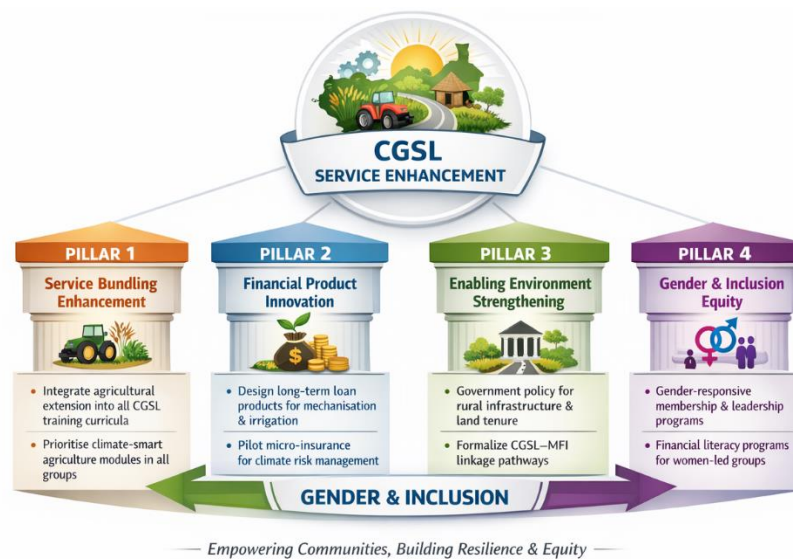 CGSL
SERVICE ENHANCEMENT
PILLAR 1
Service Bundling
Enhancement
• Integrate agricultural
extension into all CGSL
training curricula
• Prioritise climate-smart
agriculture modules in all
groups
PILLAR 2
Financial Product
Innovation
$
• Design long-term loan
products for mechanisation
& irrigation
• Pilot micro-insurance
for climate risk management
PILLAR 3
Enabling Environment
Strengthening
• Government policy for
rural infrastructure &
land tenure
• Formalize CGSL–MFI
linkage pathways
PILLAR 4
Gender & Inclusion
Equity
• Gender-responsive
membership & leadership
programs
• Financial literacy programs
for women-led groups
GENDER & INCLUSION
Empowering Communities, Building Resilience & Equity